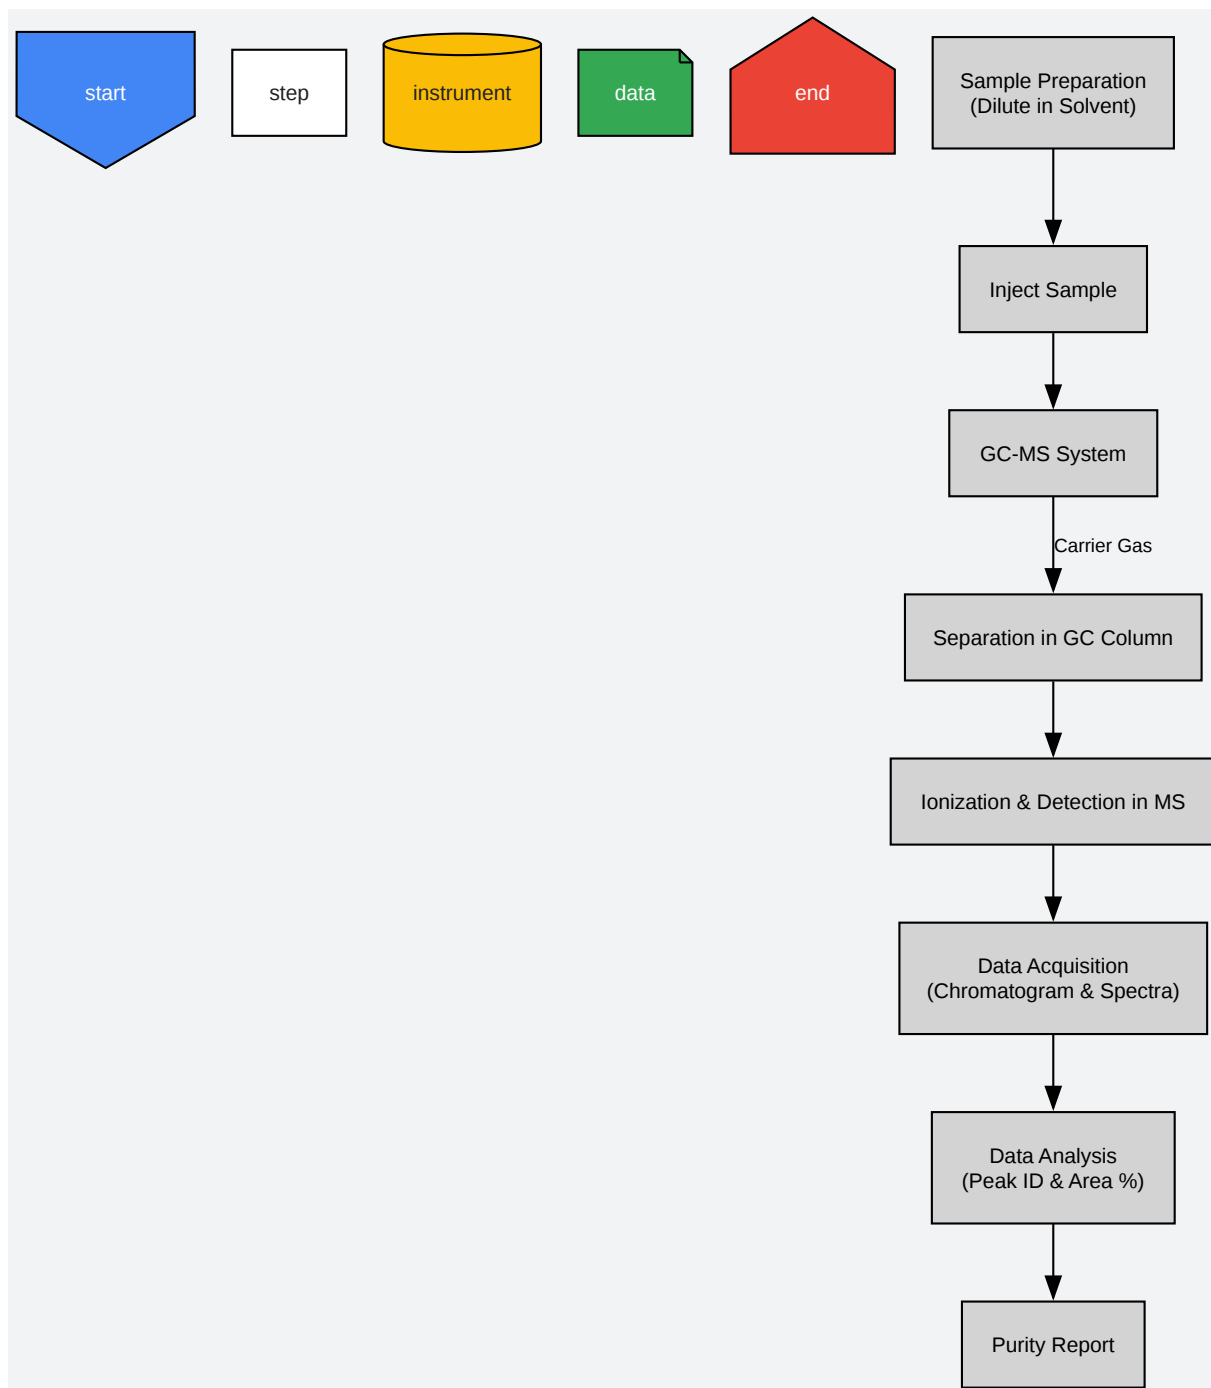 start
step
instrument
data
end
Sample Preparation
(Dilute in Solvent)
Inject Sample
GC-MS System
Carrier Gas
Separation in GC Column
Ionization & Detection in MS
Data Acquisition
(Chromatogram & Spectra)
Data Analysis
(Peak ID & Area %)
Purity Report